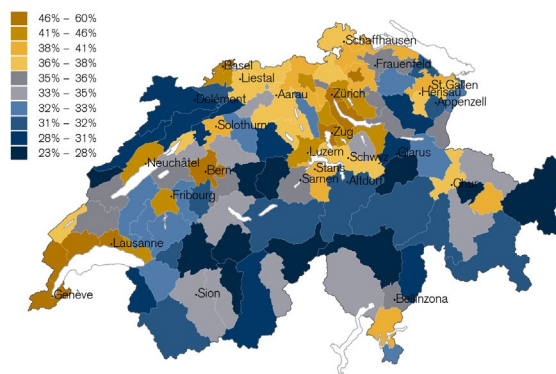 46% – 60%
41% – 46%
38% – 41%
36% – 38%
35% – 36%
33% – 35%
32% – 33%
31% – 32%
28% – 31%
23% – 28%
Schaffhausen
Basel
Liestal
Frauenfeld
Delémont
Aarau
Zürich
St.Gallen
Herisau
Appenzell
Solothurn
Zug
Neuchâtel
Luzern
Schwyz
Glarus
Bern
Stans
Sarnen
Altdorf
Chur
Fribourg
Lausanne
Genève
Sion
Bellinzona